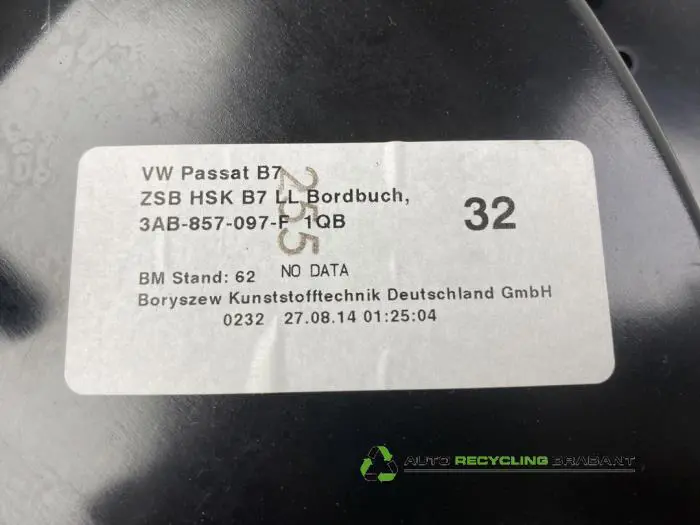 VW Passat B7
ZSB HSK B7 LL Bordbuch,
3AB-857-097-F 1QB
32
255
BM Stand: 62 NO DATA
Boryszew Kunststofftechnik Deutschland GmbH
0232 27.08.14 01:25:04
AUTO RECYCLING BRABANT